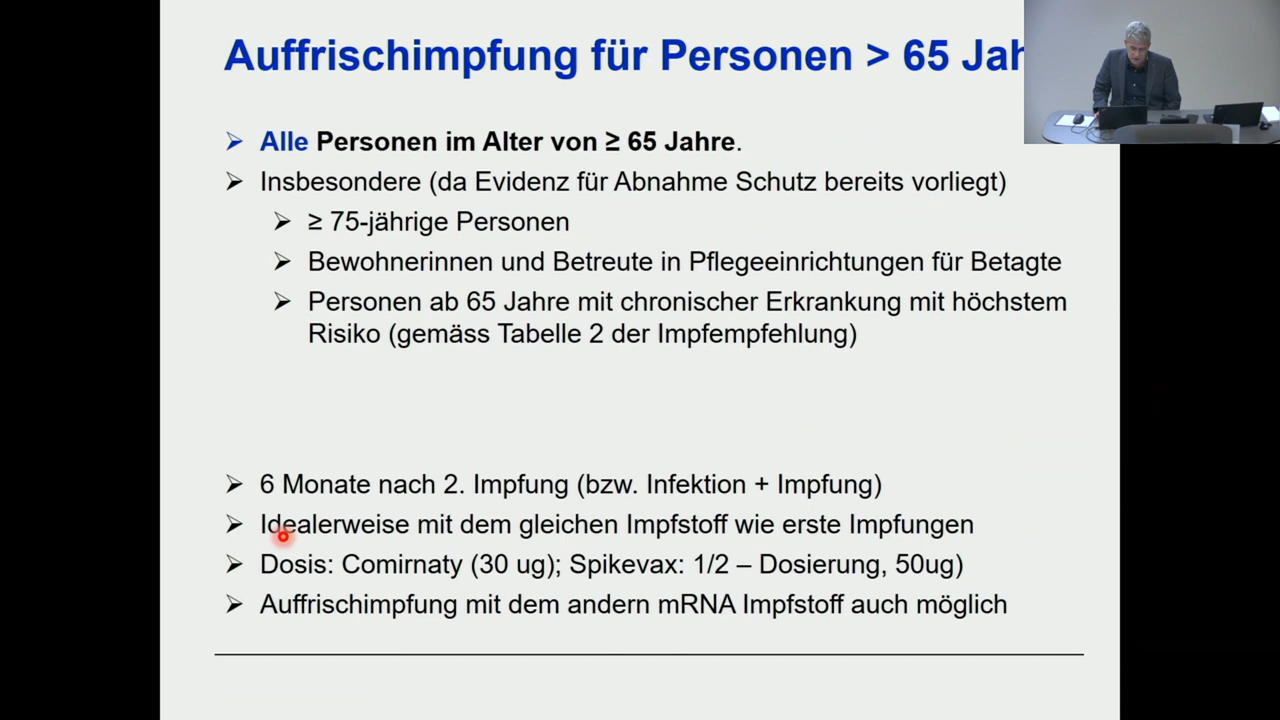 Auffrischimpfung für Personen > 65 Jah
Alle Personen im Alter von ≥ 65 Jahre.
Insbesondere (da Evidenz für Abnahme Schutz bereits vorliegt)
≥ 75-jährige Personen
Bewohnerinnen und Betreute in Pflegeeinrichtungen für Betagte
Personen ab 65 Jahre mit chronischer Erkrankung mit höchstem
Risiko (gemäss Tabelle 2 der Impfempfehlung)
6 Monate nach 2. Impfung (bzw. Infektion + Impfung)
Idealerweise mit dem gleichen Impfstoff wie erste Impfungen
Dosis: Comirnaty (30 ug); Spikevax: 1/2 – Dosierung, 50ug)
Auffrischimpfung mit dem andern mRNA Impfstoff auch möglich